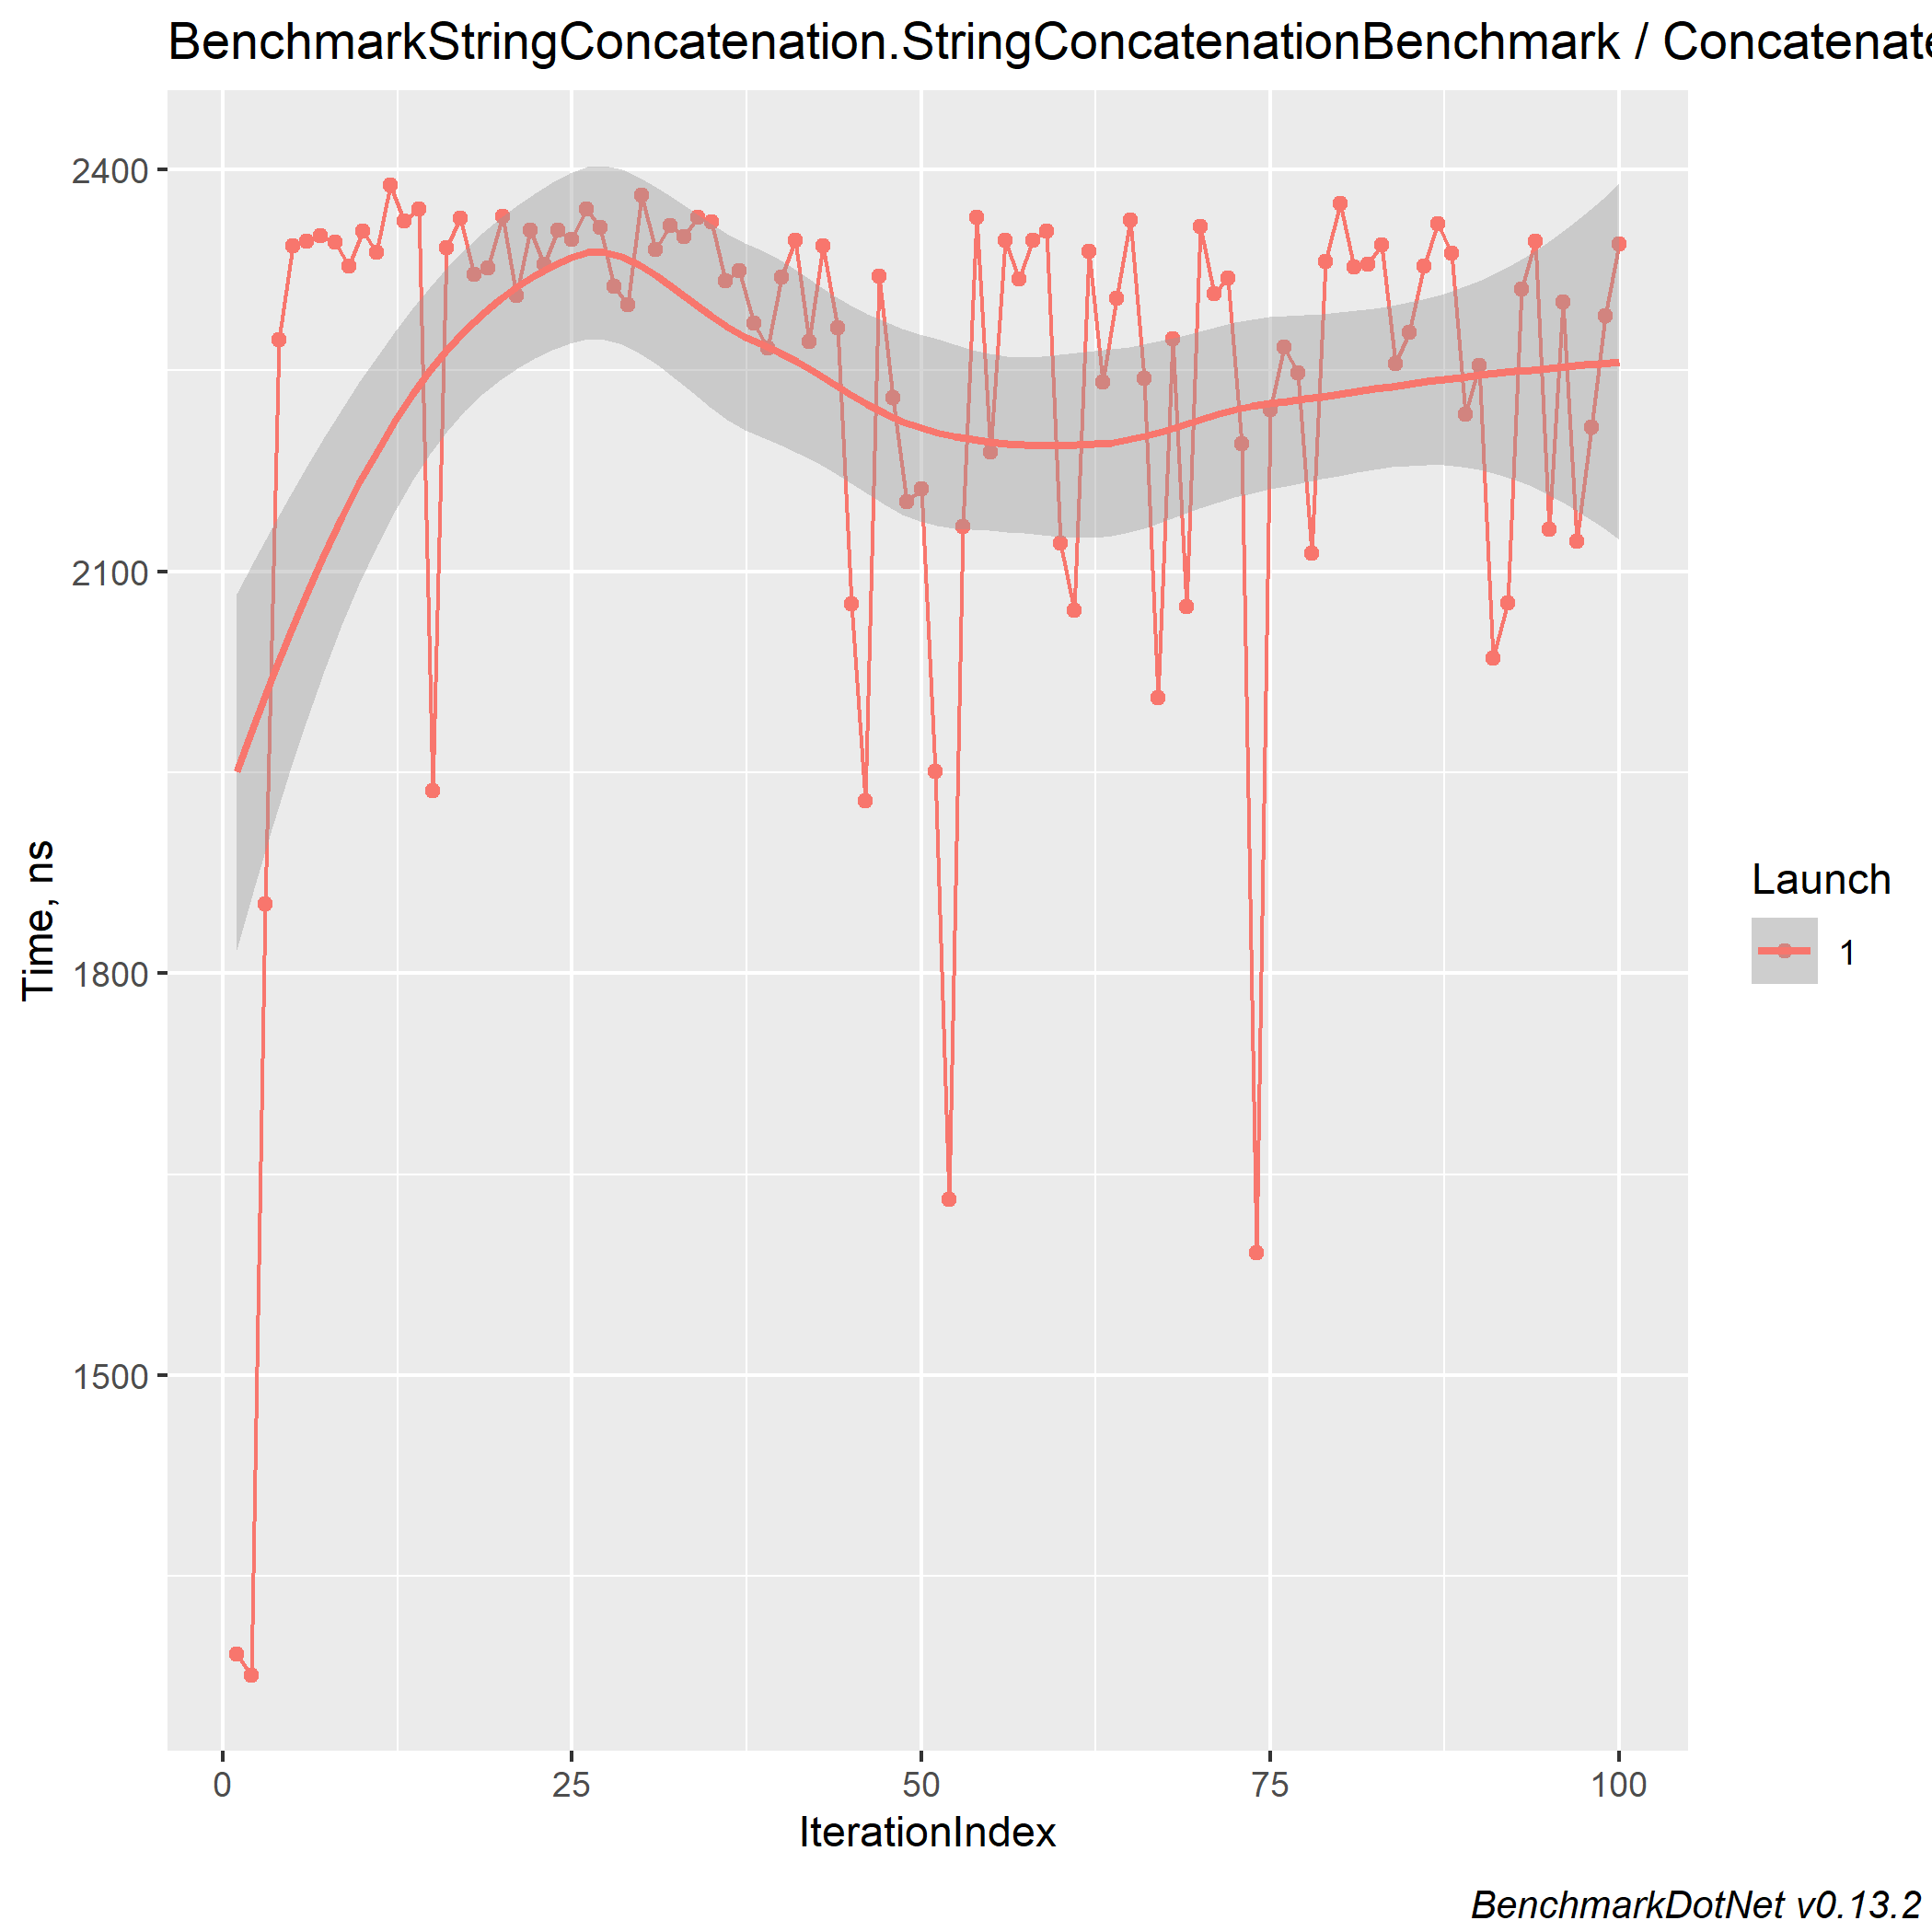 BenchmarkStringConcatenation.StringConcatenationBenchmark / Concatenate
2400
2100
1800
1500
Time, ns
0 25 50 75 100
IterationIndex
Launch
1
BenchmarkDotNet v0.13.2